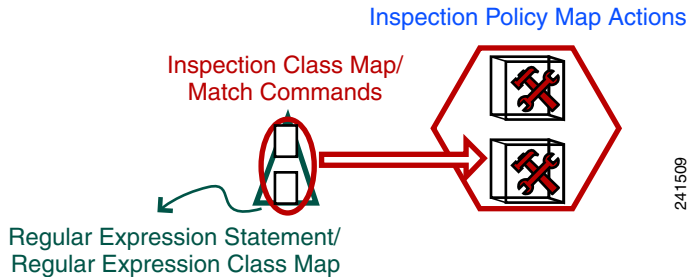 Inspection Policy Map Actions
Inspection Class Map/
Match Commands
241509
Regular Expression Statement/
Regular Expression Class Map